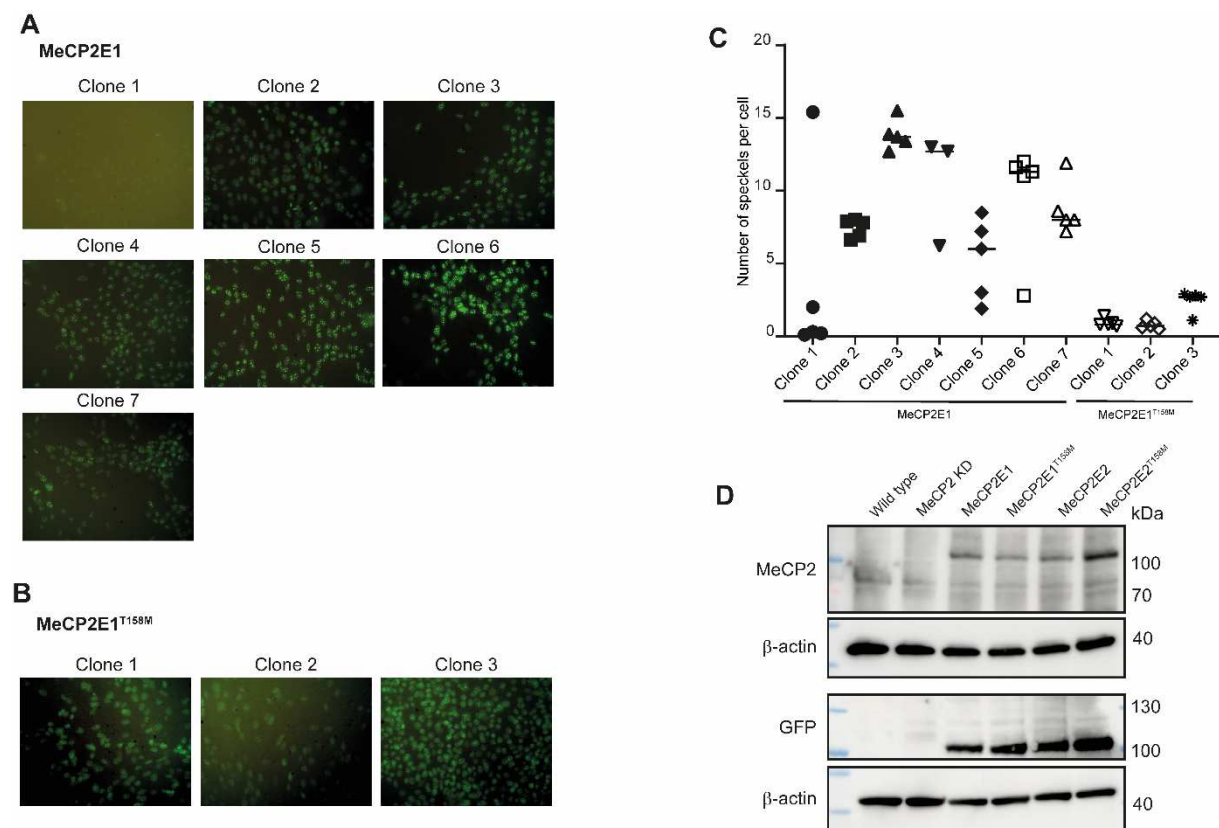 A
MeCP2E1
Clone 1 Clone 2 Clone 3
Clone 4 Clone 5 Clone 6
Clone 7
B
MeCP2E1T158M
Clone 1 Clone 2 Clone 3
C
Number of speckels per cell
20
15
10
5
0
Clone 1 Clone 2 Clone 3 Clone 4 Clone 5 Clone 6 Clone 7 Clone 1 Clone 2 Clone 3
MeCP2E1 MeCP2E1T158M
D
Wild type MeCP2 KD MeCP2E1 MeCP2E1T158M MeCP2E2 MeCP2E2T158M
kDa
MeCP2 100
70
β-actin 40
GFP 130
100
β-actin 40